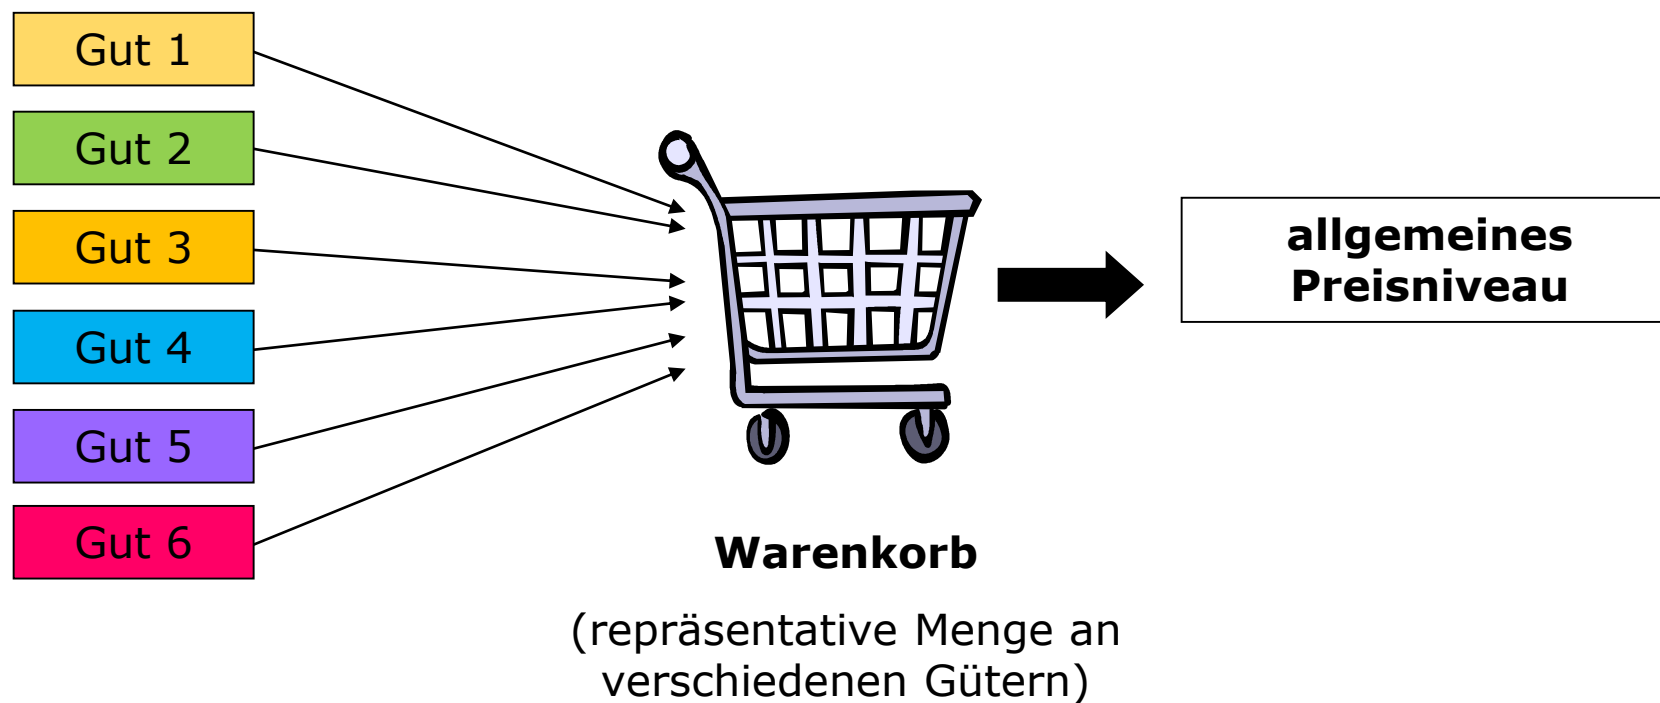 Gut 1
Gut 2
Gut 3
Gut 4
Gut 5
Gut 6
allgemeines
Preisniveau
Warenkorb
(repräsentative Menge an
verschiedenen Gütern)